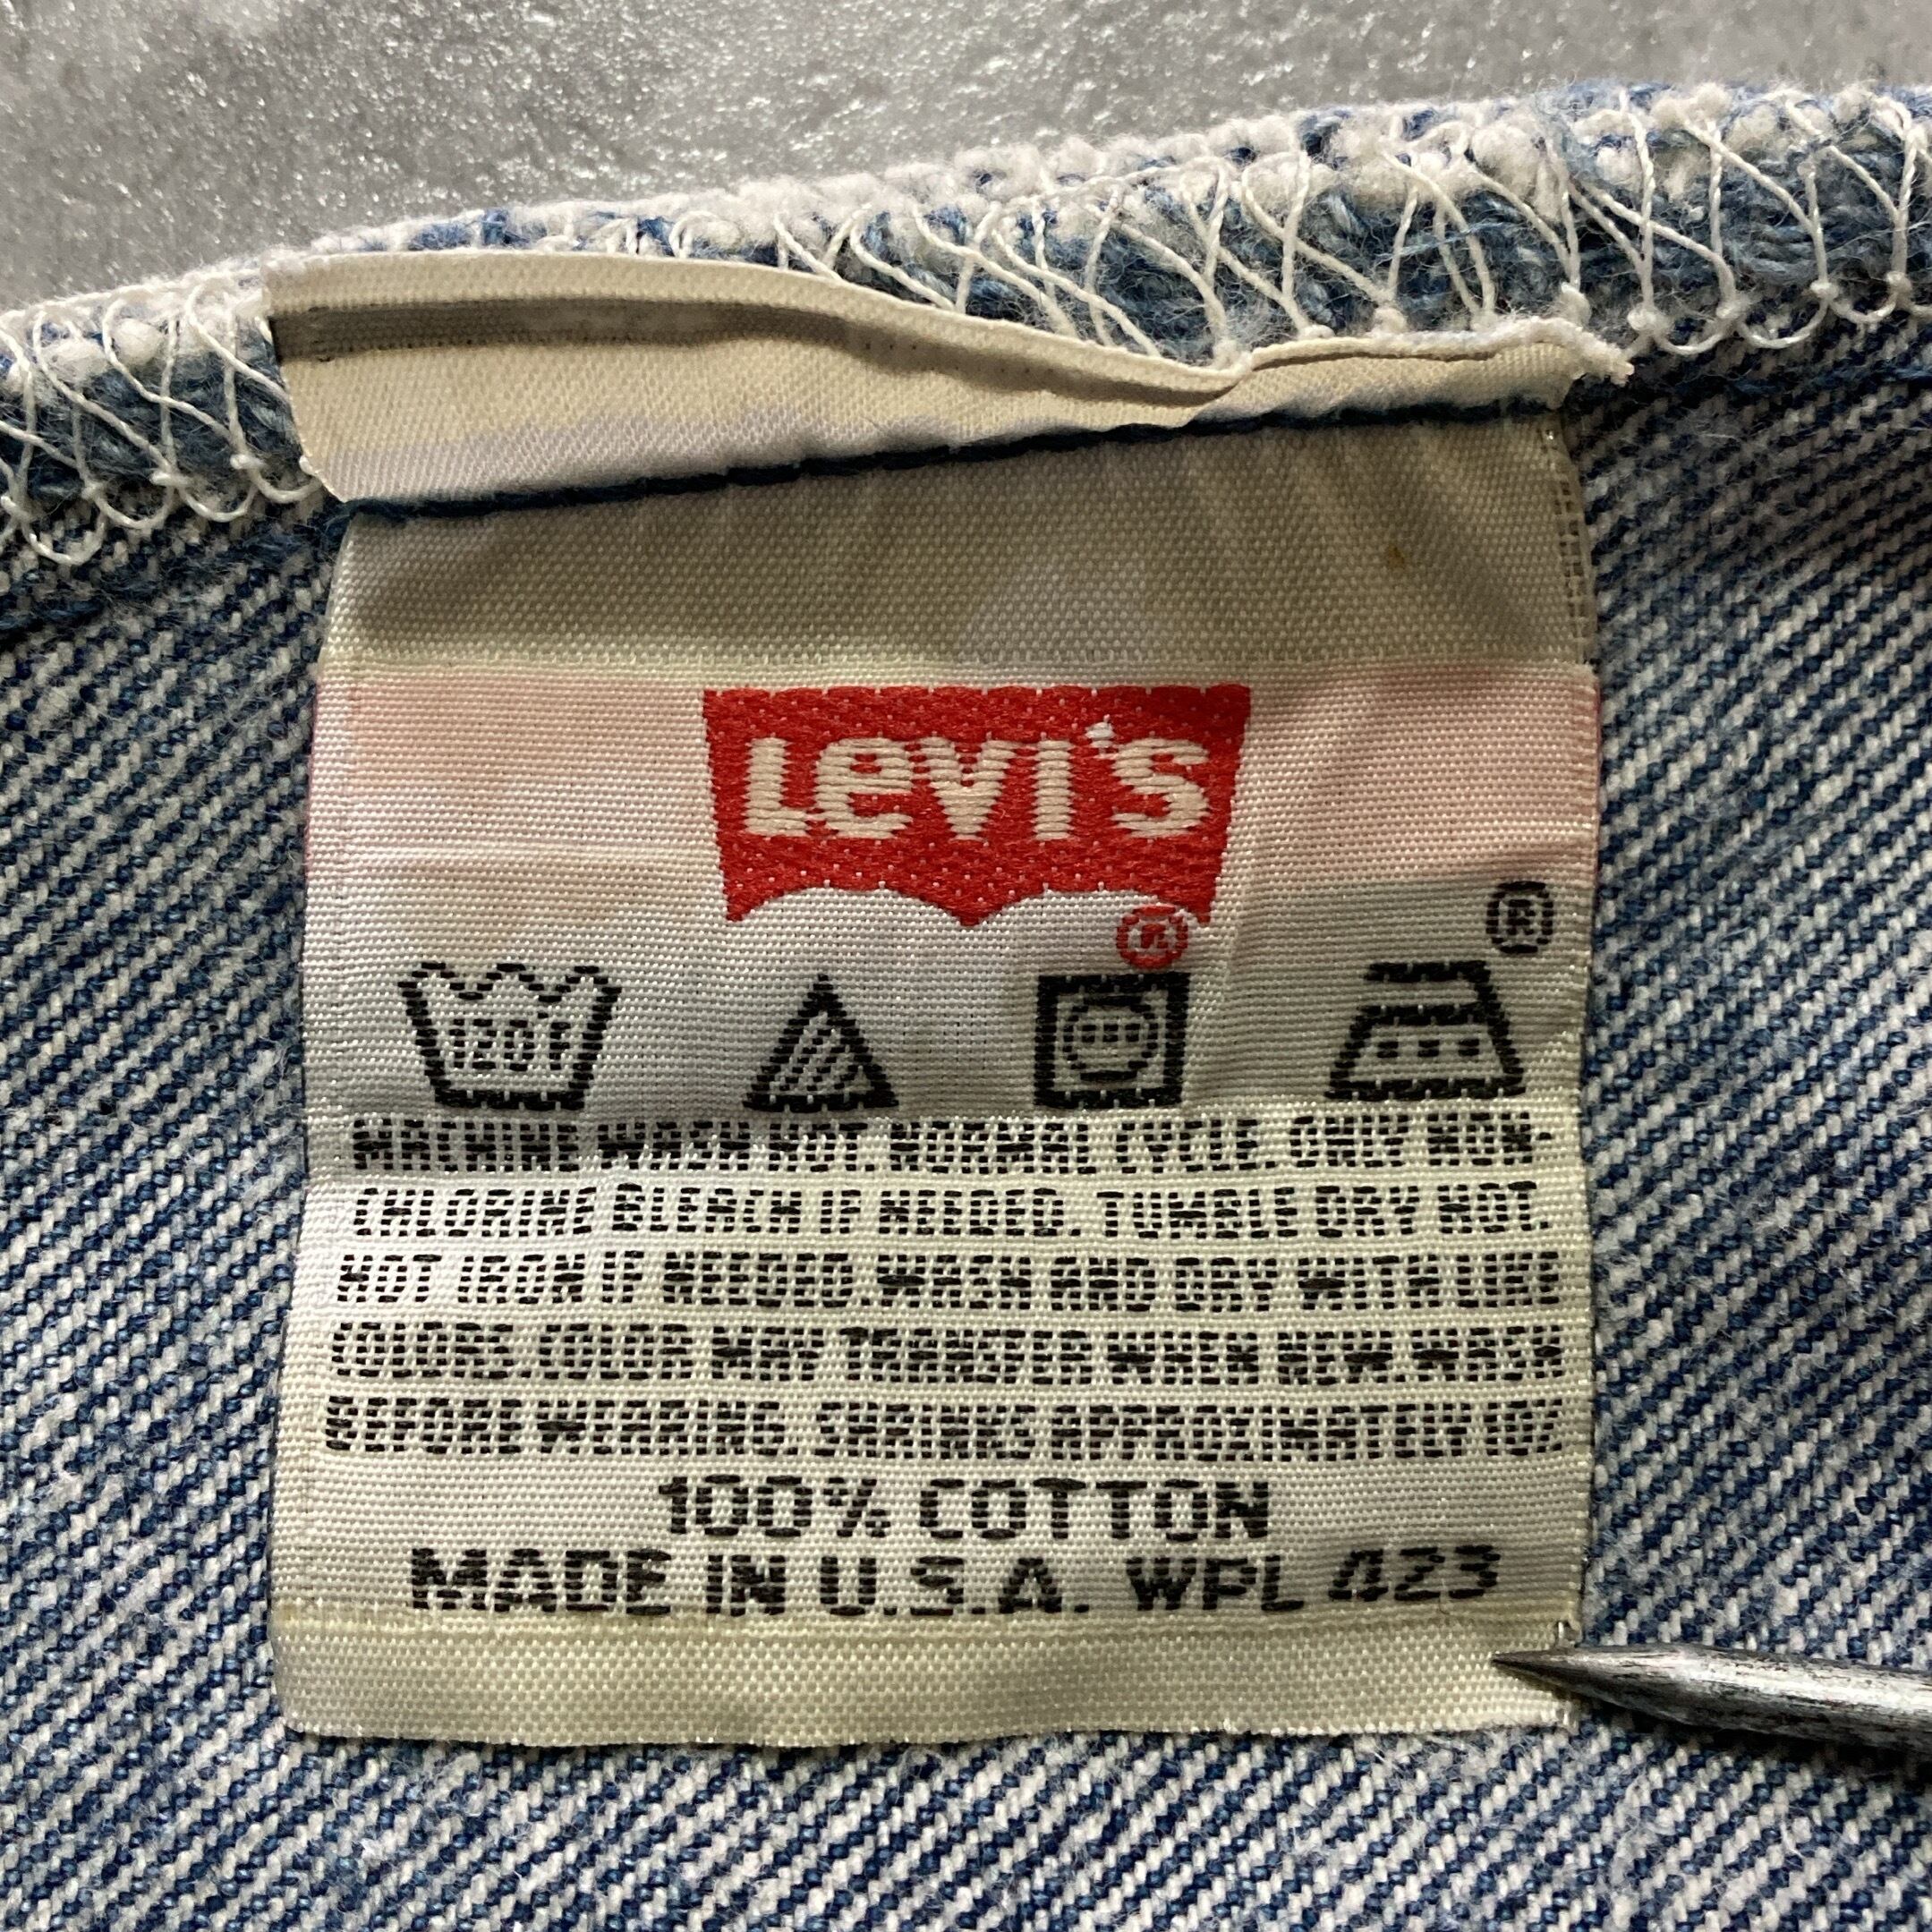 LEVI'S
®
®
120F
MACHINE WASH HOT. NORMAL CYCLE. ONLY NON-
CHLORINE BLEACH IF NEEDED. TUMBLE DRY HOT.
HOT IRON IF NEEDED. WASH AND DRY WITH LIKE
COLORS. COLOR MAY TRANSFER WHEN NEW WASH
BEFORE WEARING. SHRINKS APPROXIMATELY 10%
100% COTTON
MADE IN U.S.A. WPL 423